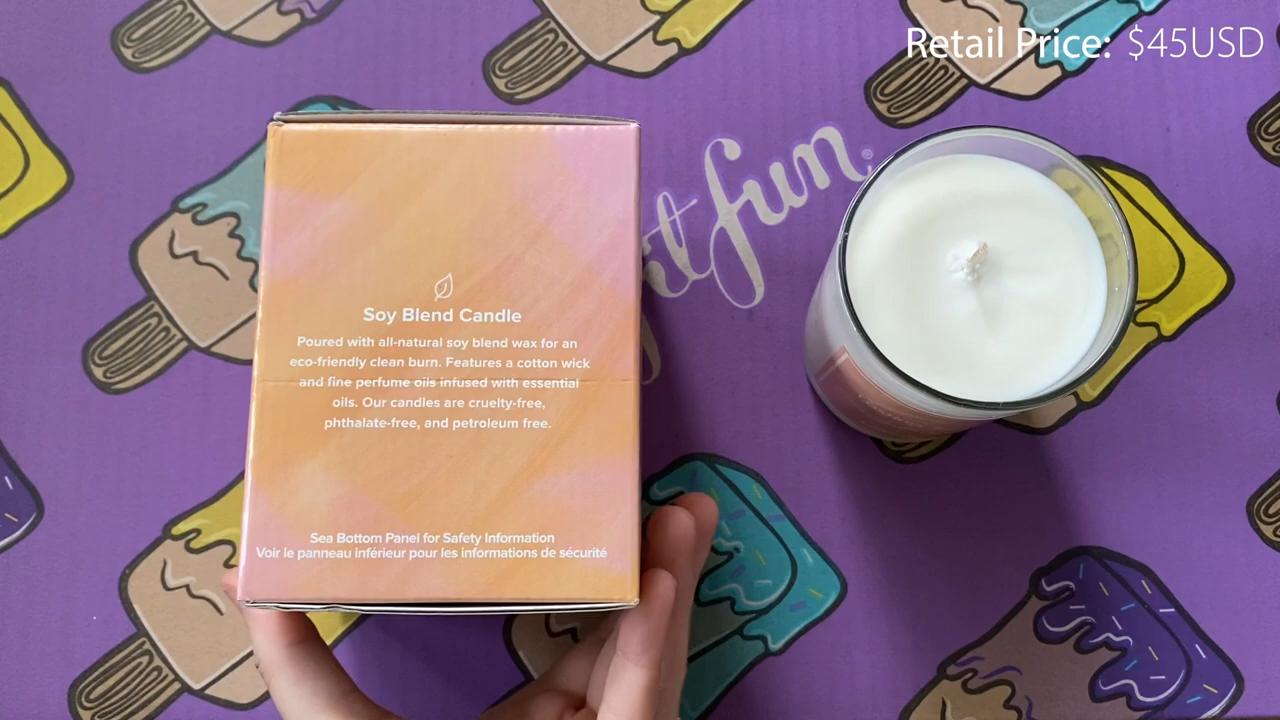 Retail Price: $45USD
fun
Soy Blend Candle
Poured with all-natural soy blend wax for an
eco-friendly clean burn. Features a cotton wick
and fine perfume oils infused with essential
oils. Our candles are cruelty-free,
phthalate-free, and petroleum free.
Sea Bottom Panel for Safety Information
Voir le panneau inférieur pour les informations de sécurité